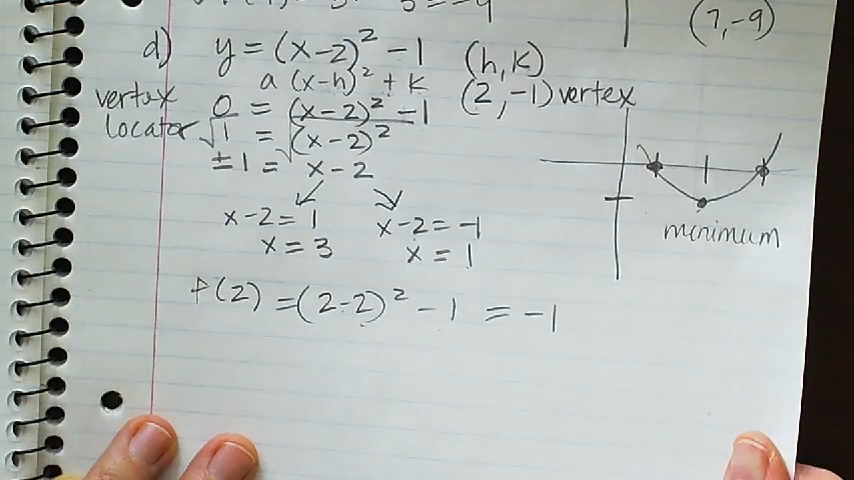 (7,-9)
d) y = (x-2)² - 1 (h,k)
a (x-h)² + k
vertex locator
(2,-1) vertex
0 = (x-2)² - 1
√1 = √(x-2)²
±1 = x-2
x-2 = 1 x-2 = -1
x = 3 x = 1
minimum
f(2) = (2-2)² - 1 = -1